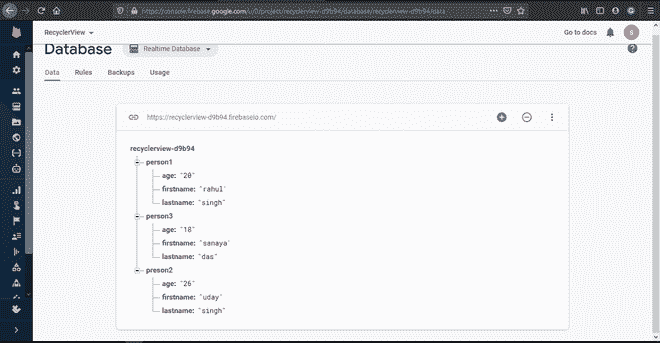 https://console.firebase.google.com/u/0/project/recyclerview-d9b94/database/recyclerview-d9b94/data
RecyclerView Go to docs S
Database Realtime Database
Data Rules Backups Usage
https://recyclerview-d9b94.firebaseio.com/
recyclerview-d9b94
person1
age: "20"
firstname: "rahul"
lastname: "singh"
person3
age: "18"
firstname: "sanaya"
lastname: "das"
preson2
age: "26"
firstname: "uday"
lastname: "singh"